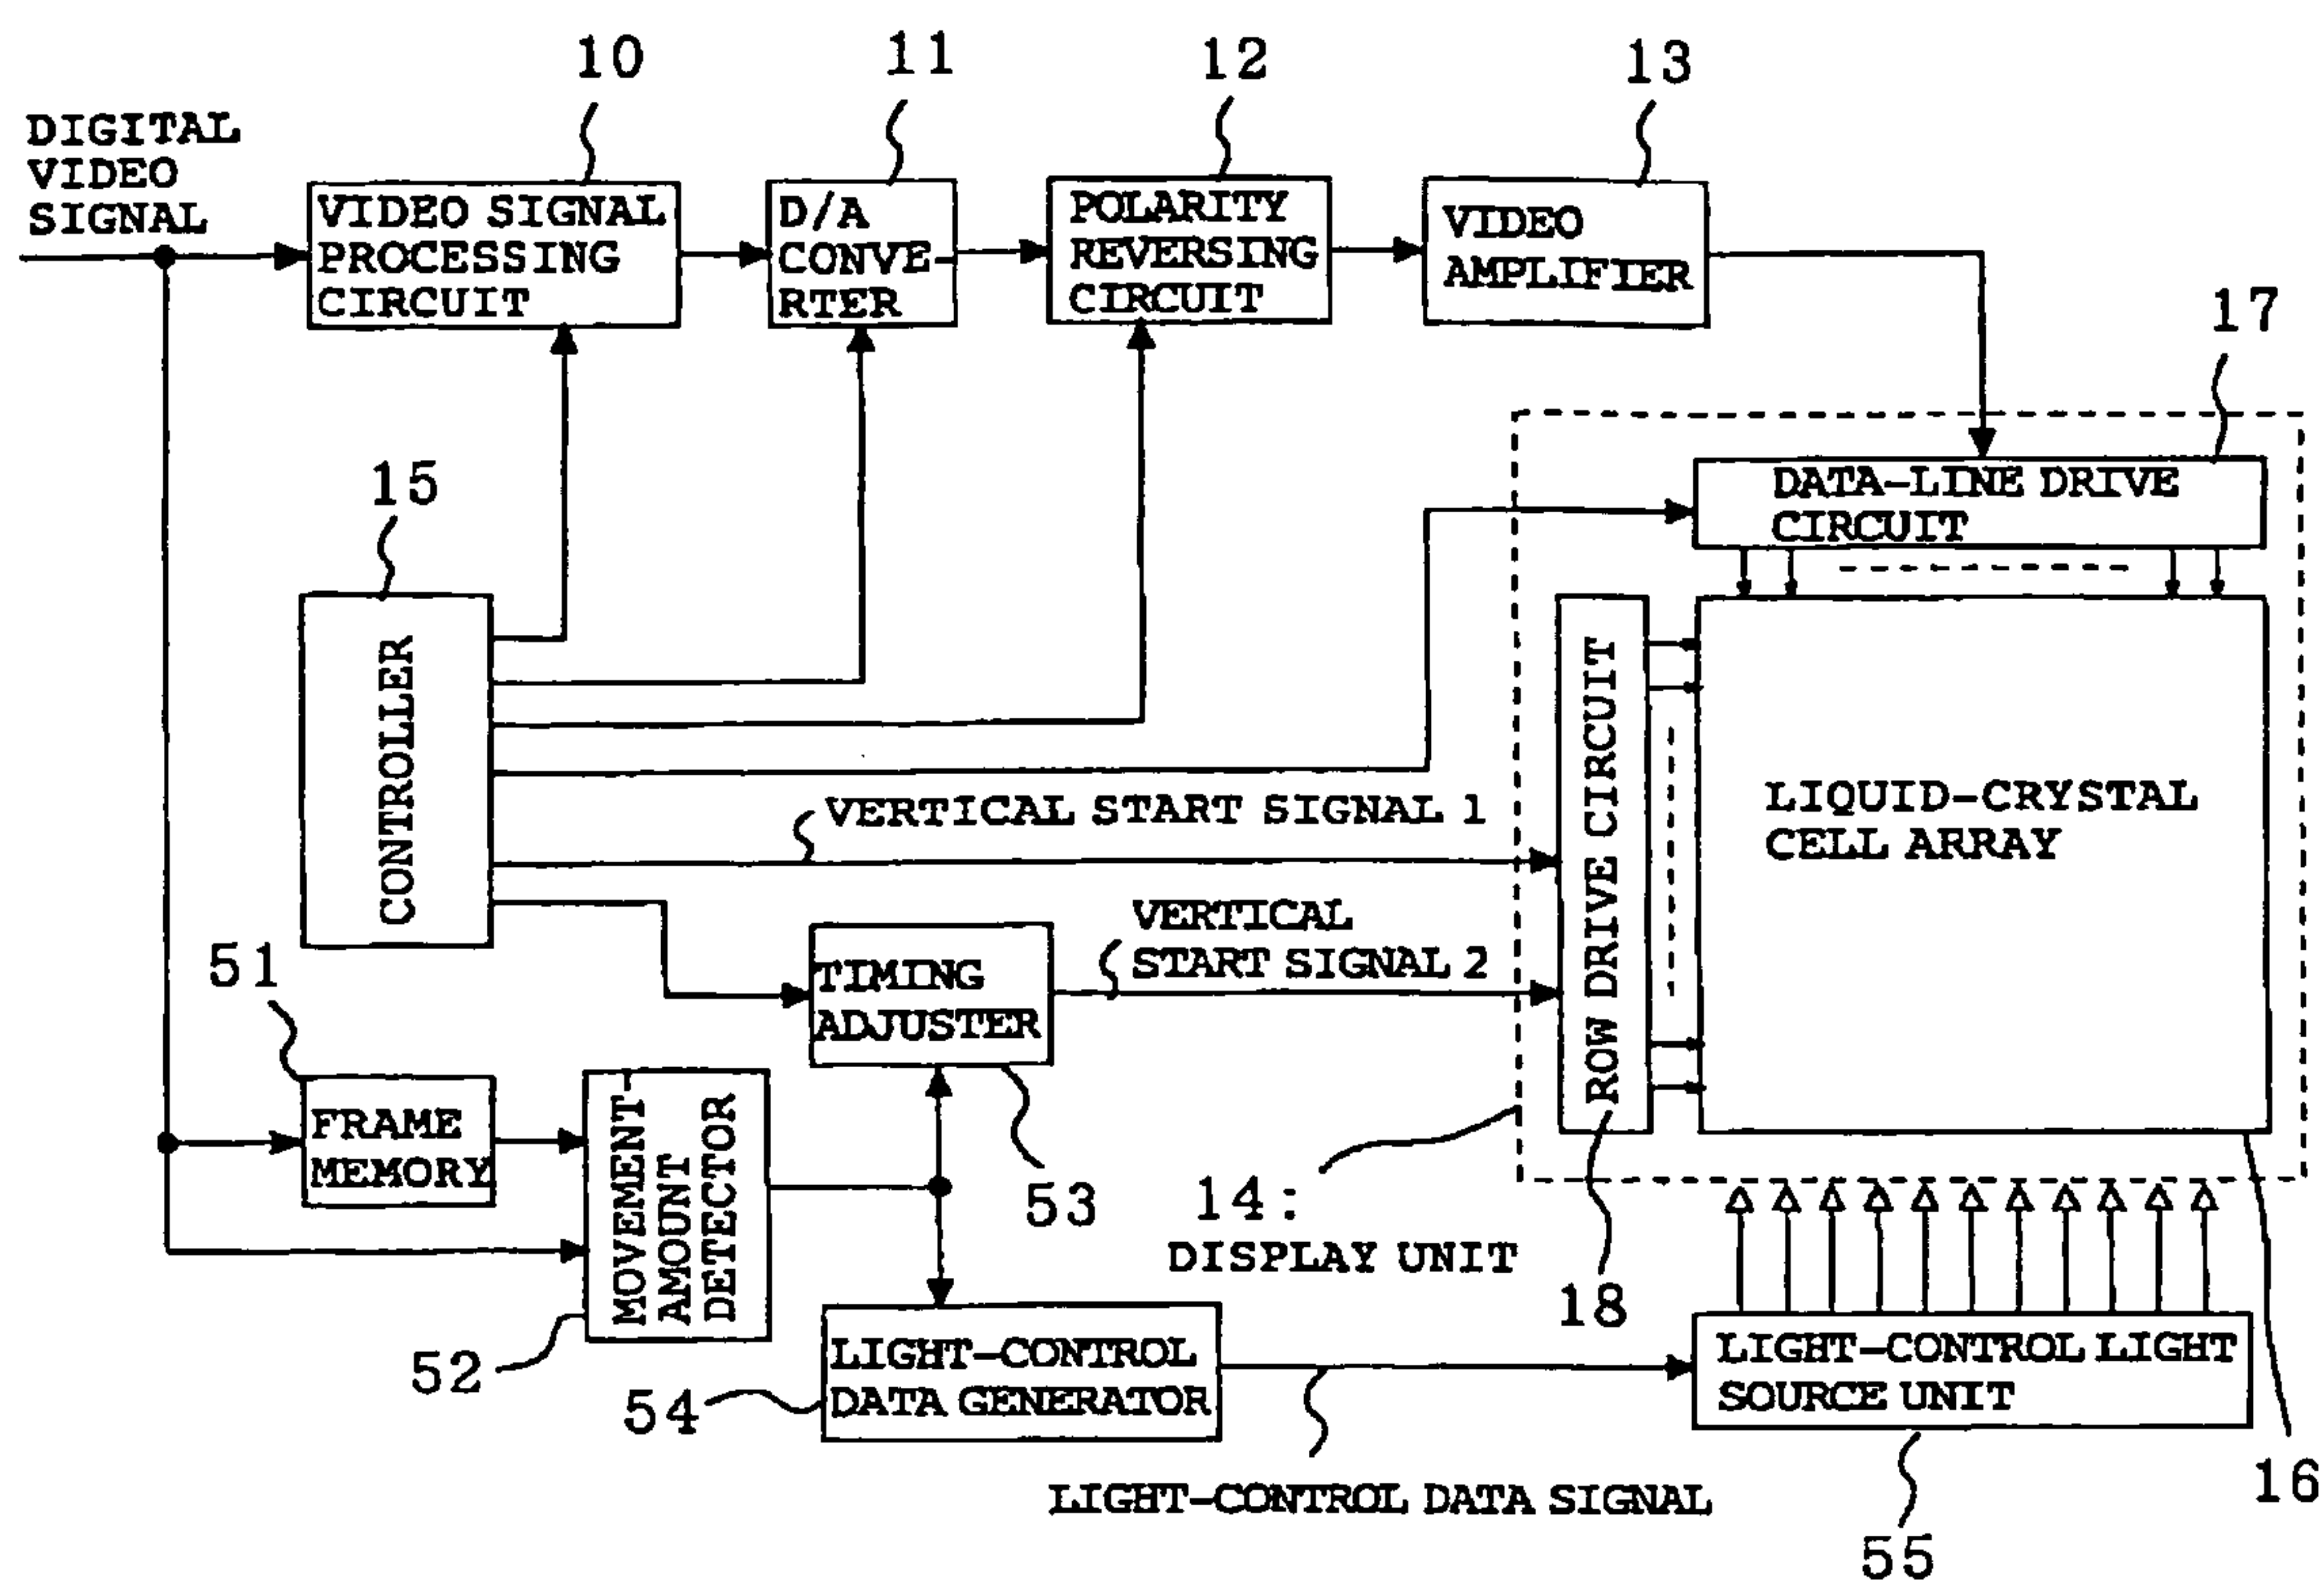 10
11
12
13
DIGITAL
VIDEO
SIGNAL
VIDEO SIGNAL
PROCESSING
CIRCUIT
D/A
CONVE-
RTER
POLARITY
REVERSING
CIRCUIT
VIDEO
AMPLIFIER
17
15
DATA-LINE DRIVE
CIRCUIT
CONTROLLER
ROW DRIVE CIRCUIT
LIQUID-CRYSTAL
CELL ARRAY
VERTICAL START SIGNAL 1
VERTICAL
START SIGNAL 2
51
TIMING
ADJUSTER
FRAME
MEMORY
MOVEMENT-
AMOUNT
DETECTOR
53
14:
DISPLAY UNIT
18
52
54
LIGHT-CONTROL
DATA GENERATOR
LIGHT-CONTROL LIGHT
SOURCE UNIT
LIGHT-CONTROL DATA SIGNAL
16
55